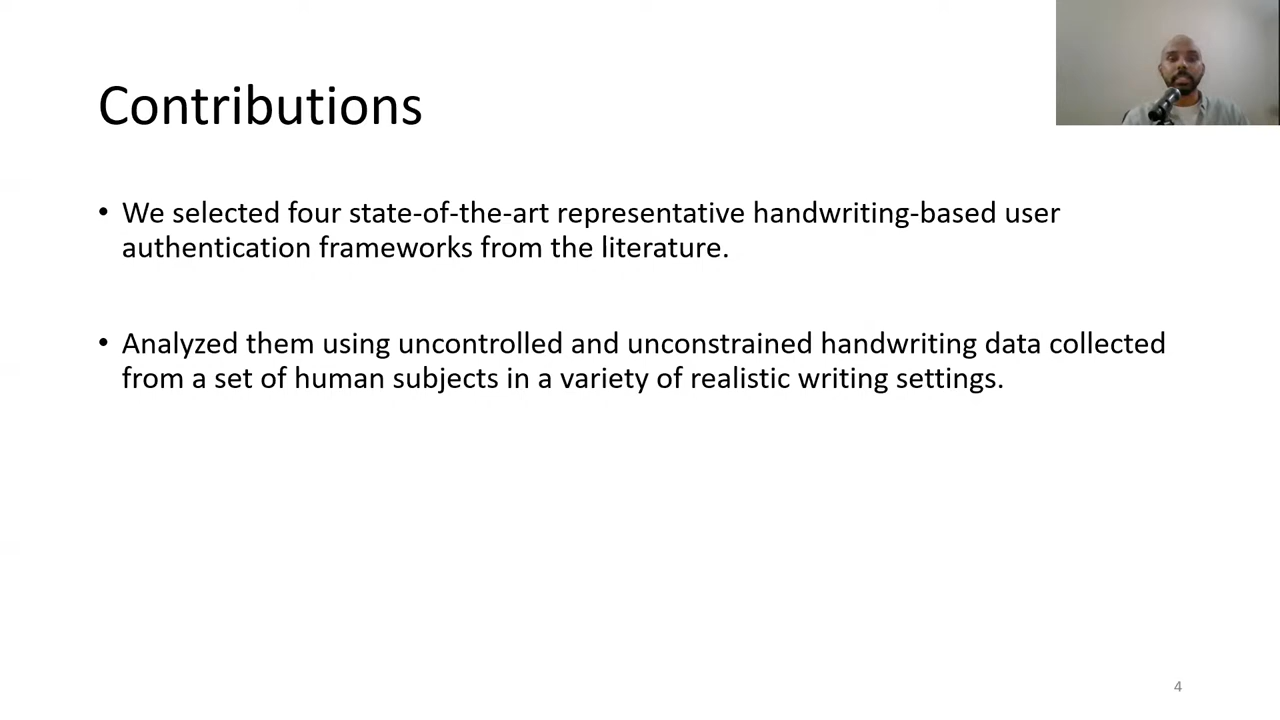 Contributions
• We selected four state-of-the-art representative handwriting-based user
authentication frameworks from the literature.
• Analyzed them using uncontrolled and unconstrained handwriting data collected
from a set of human subjects in a variety of realistic writing settings.
4